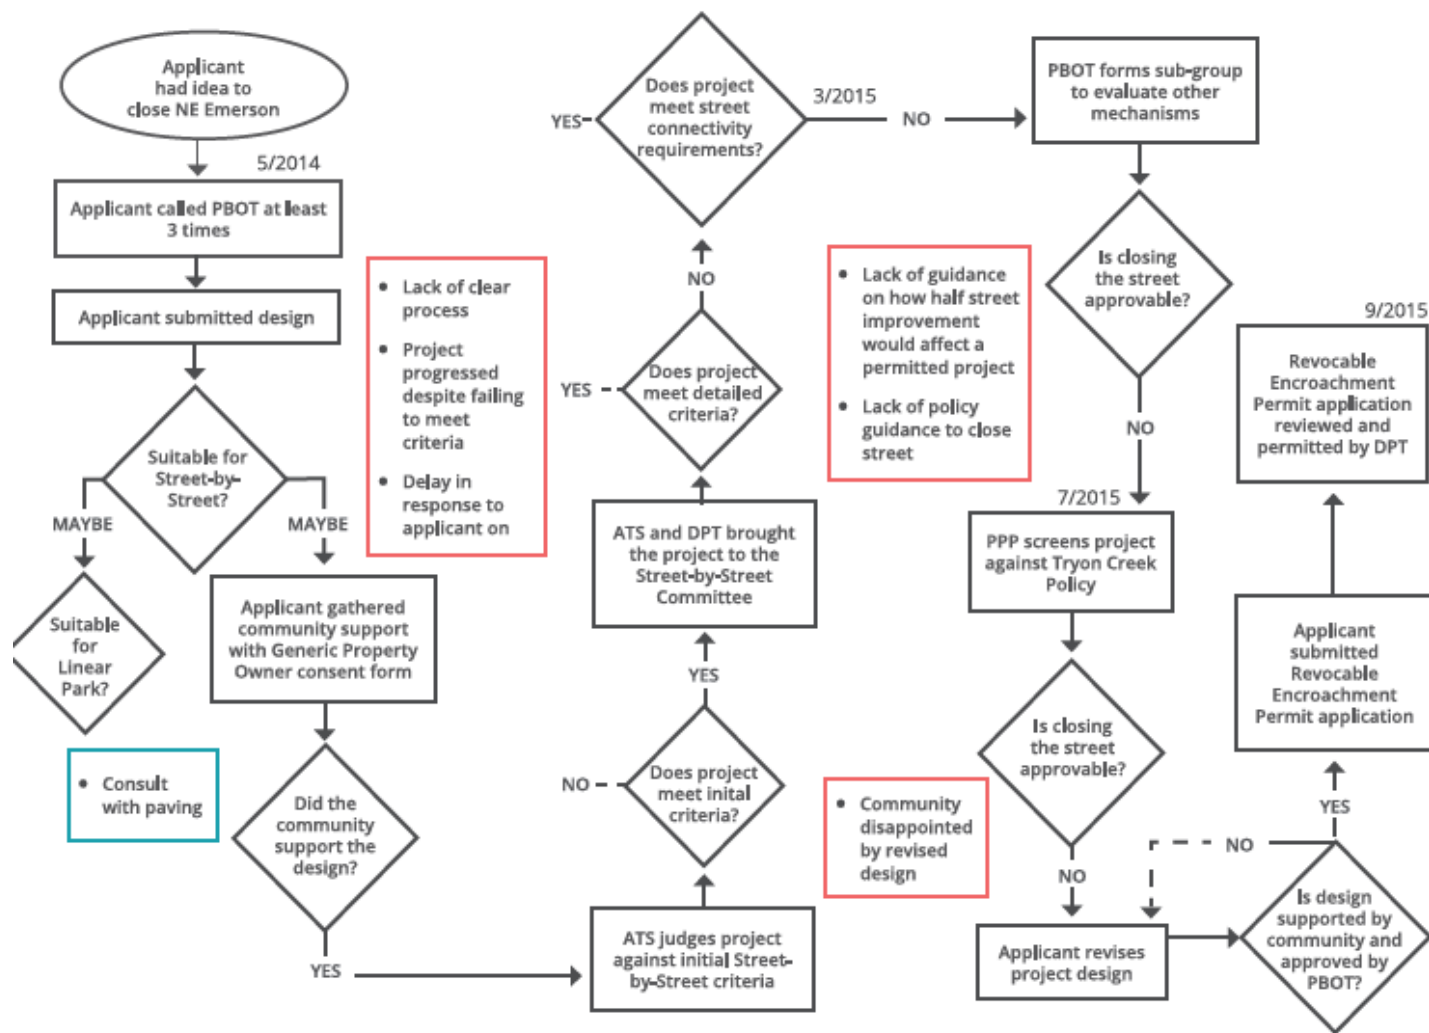 Applicant
had idea to
close NE Emerson
5/2014
Applicant called PBOT at least
3 times
Applicant submitted design
Suitable for
Street-by-
Street?
MAYBE
MAYBE
Suitable
for
Linear
Park?
Applicant gathered
community support
with Generic Property
Owner consent form
• Consult
with paving
Did the
community
support the
design?
YES
• Lack of clear
process
• Project
progressed
despite failing
to meet
criteria
• Delay in
response to
applicant on
ATS judges project
against initial Street-
by-Street criteria
Does project
meet inital
criteria?
NO
YES
ATS and DPT brought
the project to the
Street-by-Street
Committee
Does project
meet detailed
criteria?
YES
NO
Does project
meet street
connectivity
requirements?
YES
3/2015
NO
PBOT forms sub-group
to evaluate other
mechanisms
Is closing
the street
approvable?
NO
• Lack of guidance
on how half street
improvement
would affect a
permitted project
• Lack of policy
guidance to close
street
7/2015
PPP screens project
against Tryon Creek
Policy
Is closing
the street
approvable?
NO
• Community
disappointed
by revised
design
Applicant revises
project design
Is design
supported by
community and
approved by
PBOT?
NO
YES
Applicant
submitted
Revocable
Encroachment
Permit application
9/2015
Revocable
Encroachment
Permit application
reviewed and
permitted by DPT